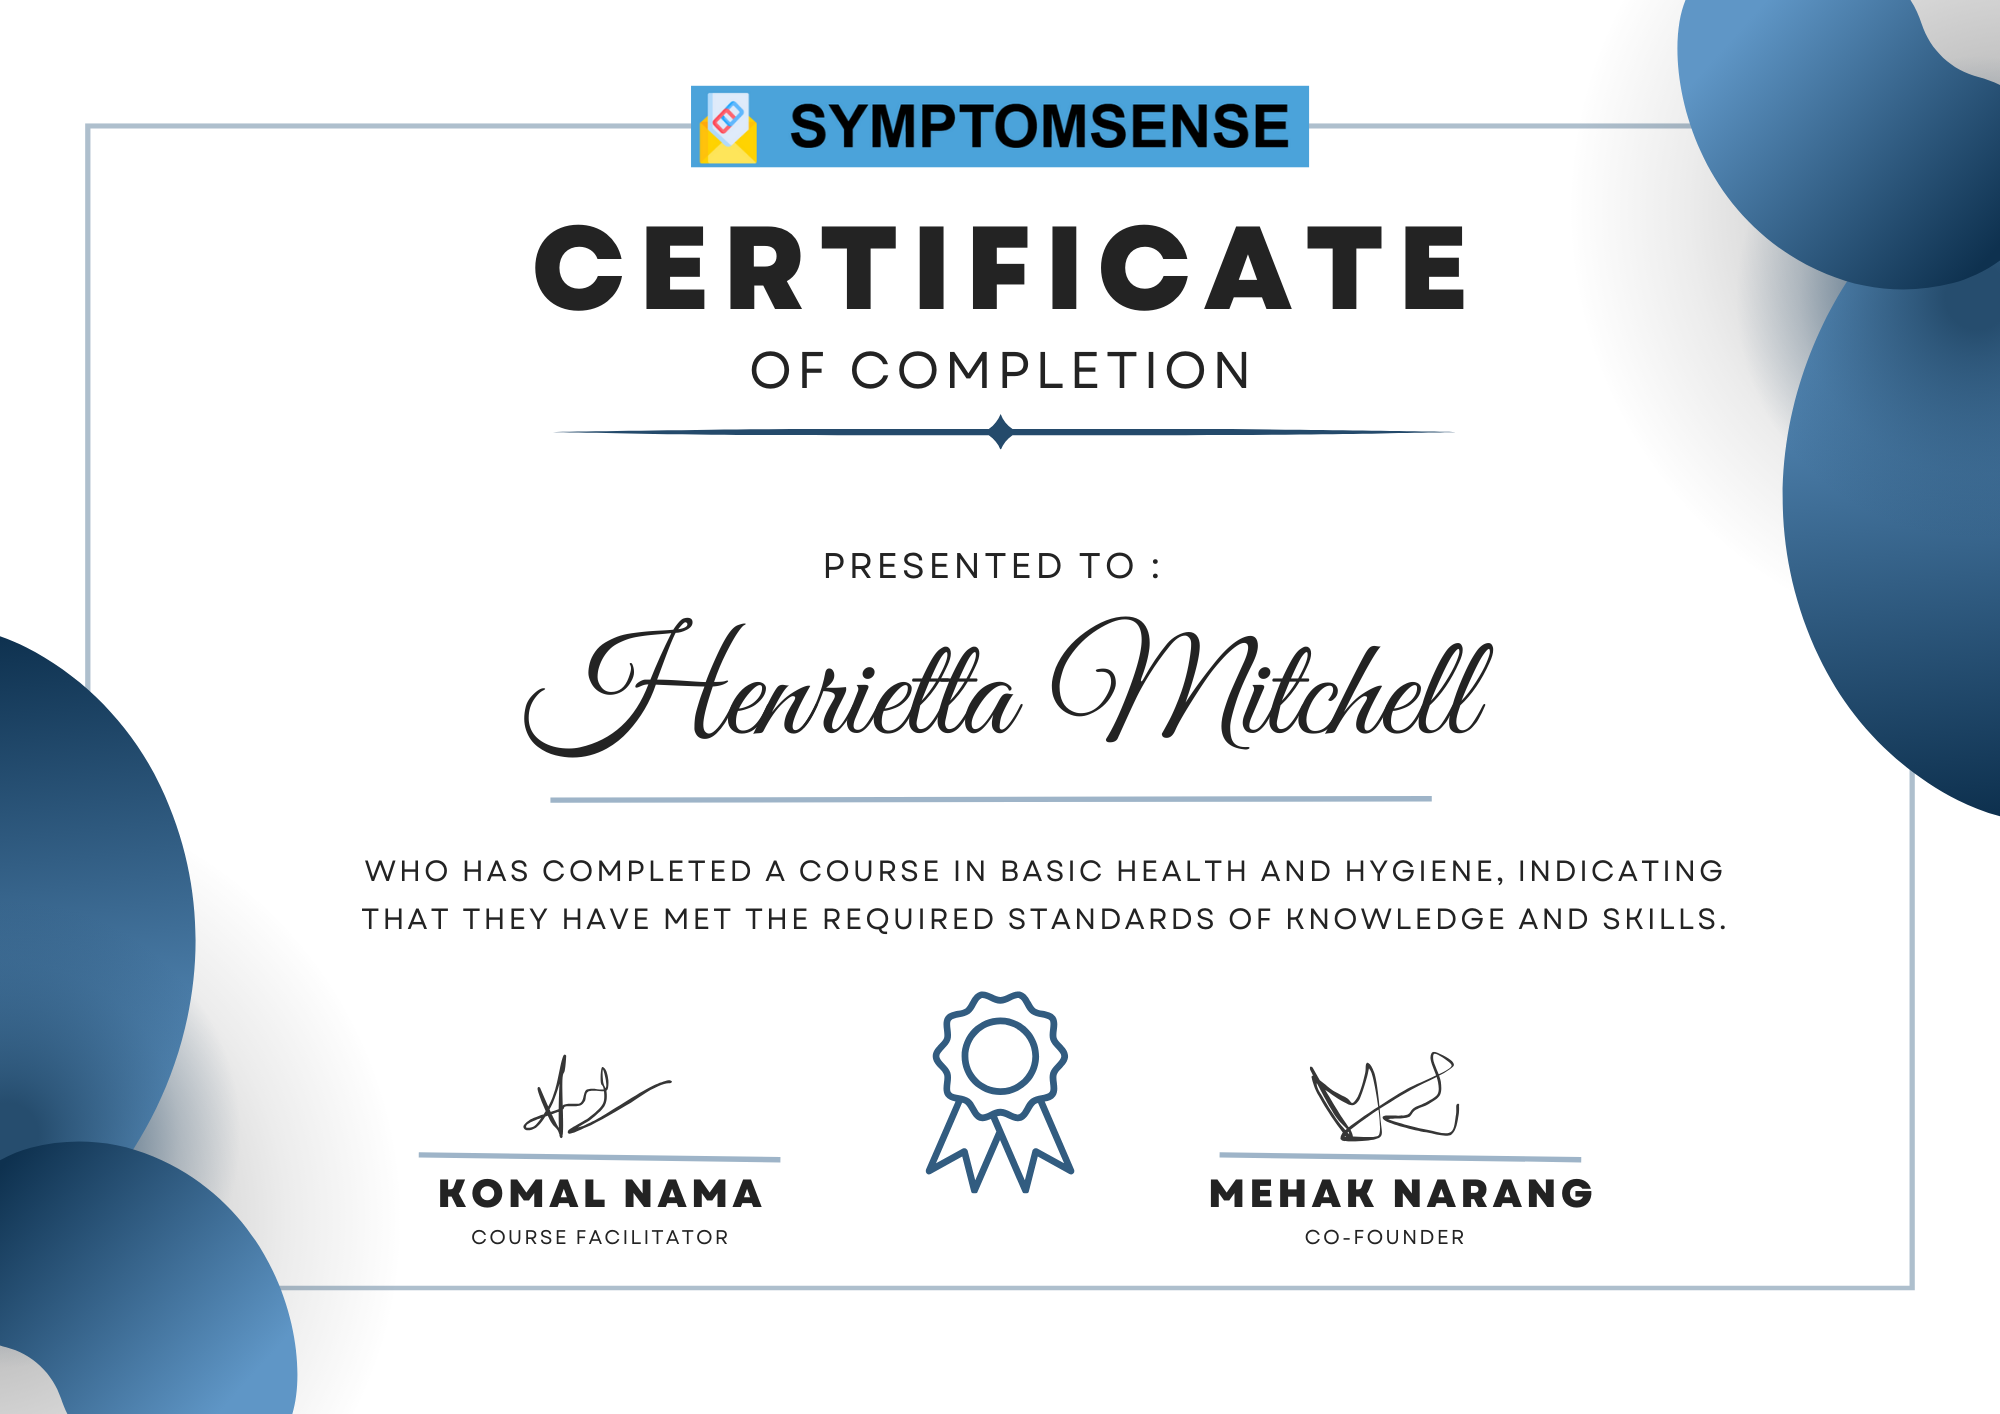 SYMPTOMSENSE
CERTIFICATE
OF COMPLETION
PRESENTED TO :
Henrietta Mitchell
WHO HAS COMPLETED A COURSE IN BASIC HEALTH AND HYGIENE, INDICATING
THAT THEY HAVE MET THE REQUIRED STANDARDS OF KNOWLEDGE AND SKILLS.
KOMAL NAMA
COURSE FACILITATOR
MEHAK NARANG
CO-FOUNDER